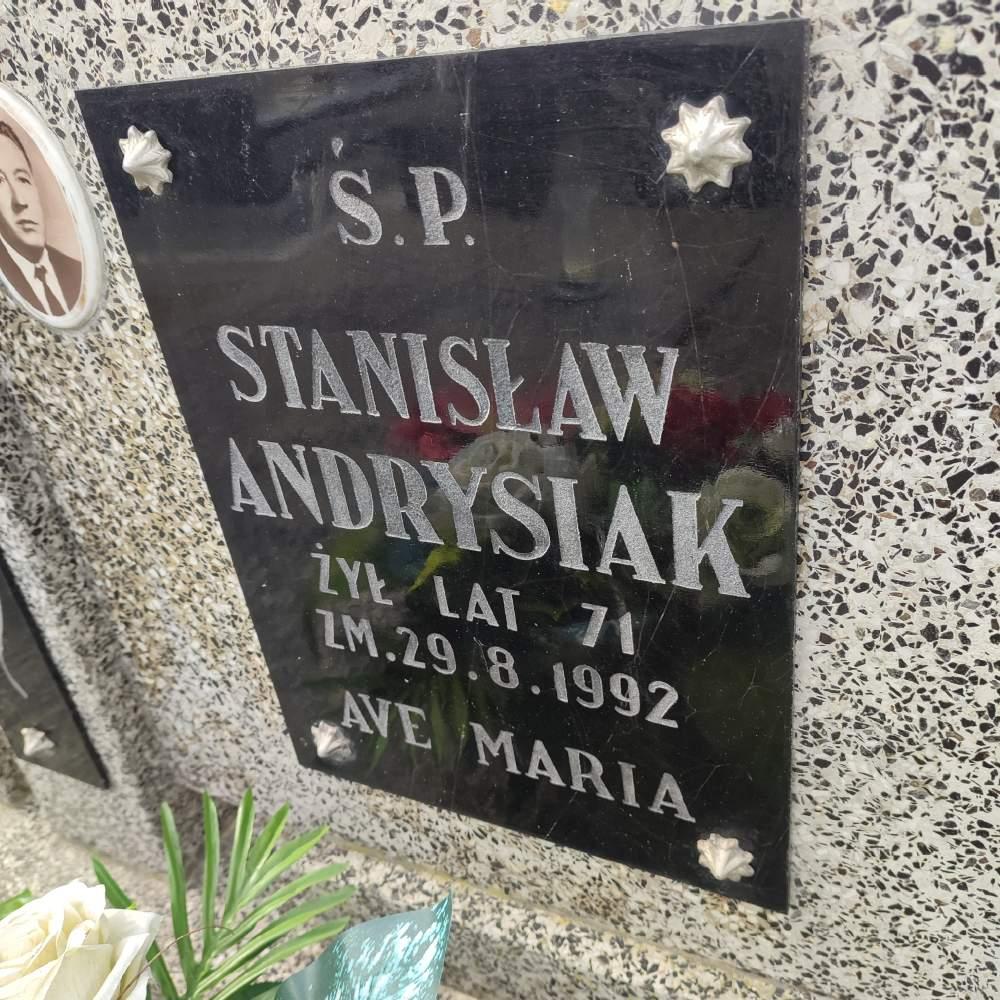 Ś.P.
STANISŁAW
ANDRYSIAK
ŻYŁ LAT 71
ZM. 29.8.1992
AVE MARIA